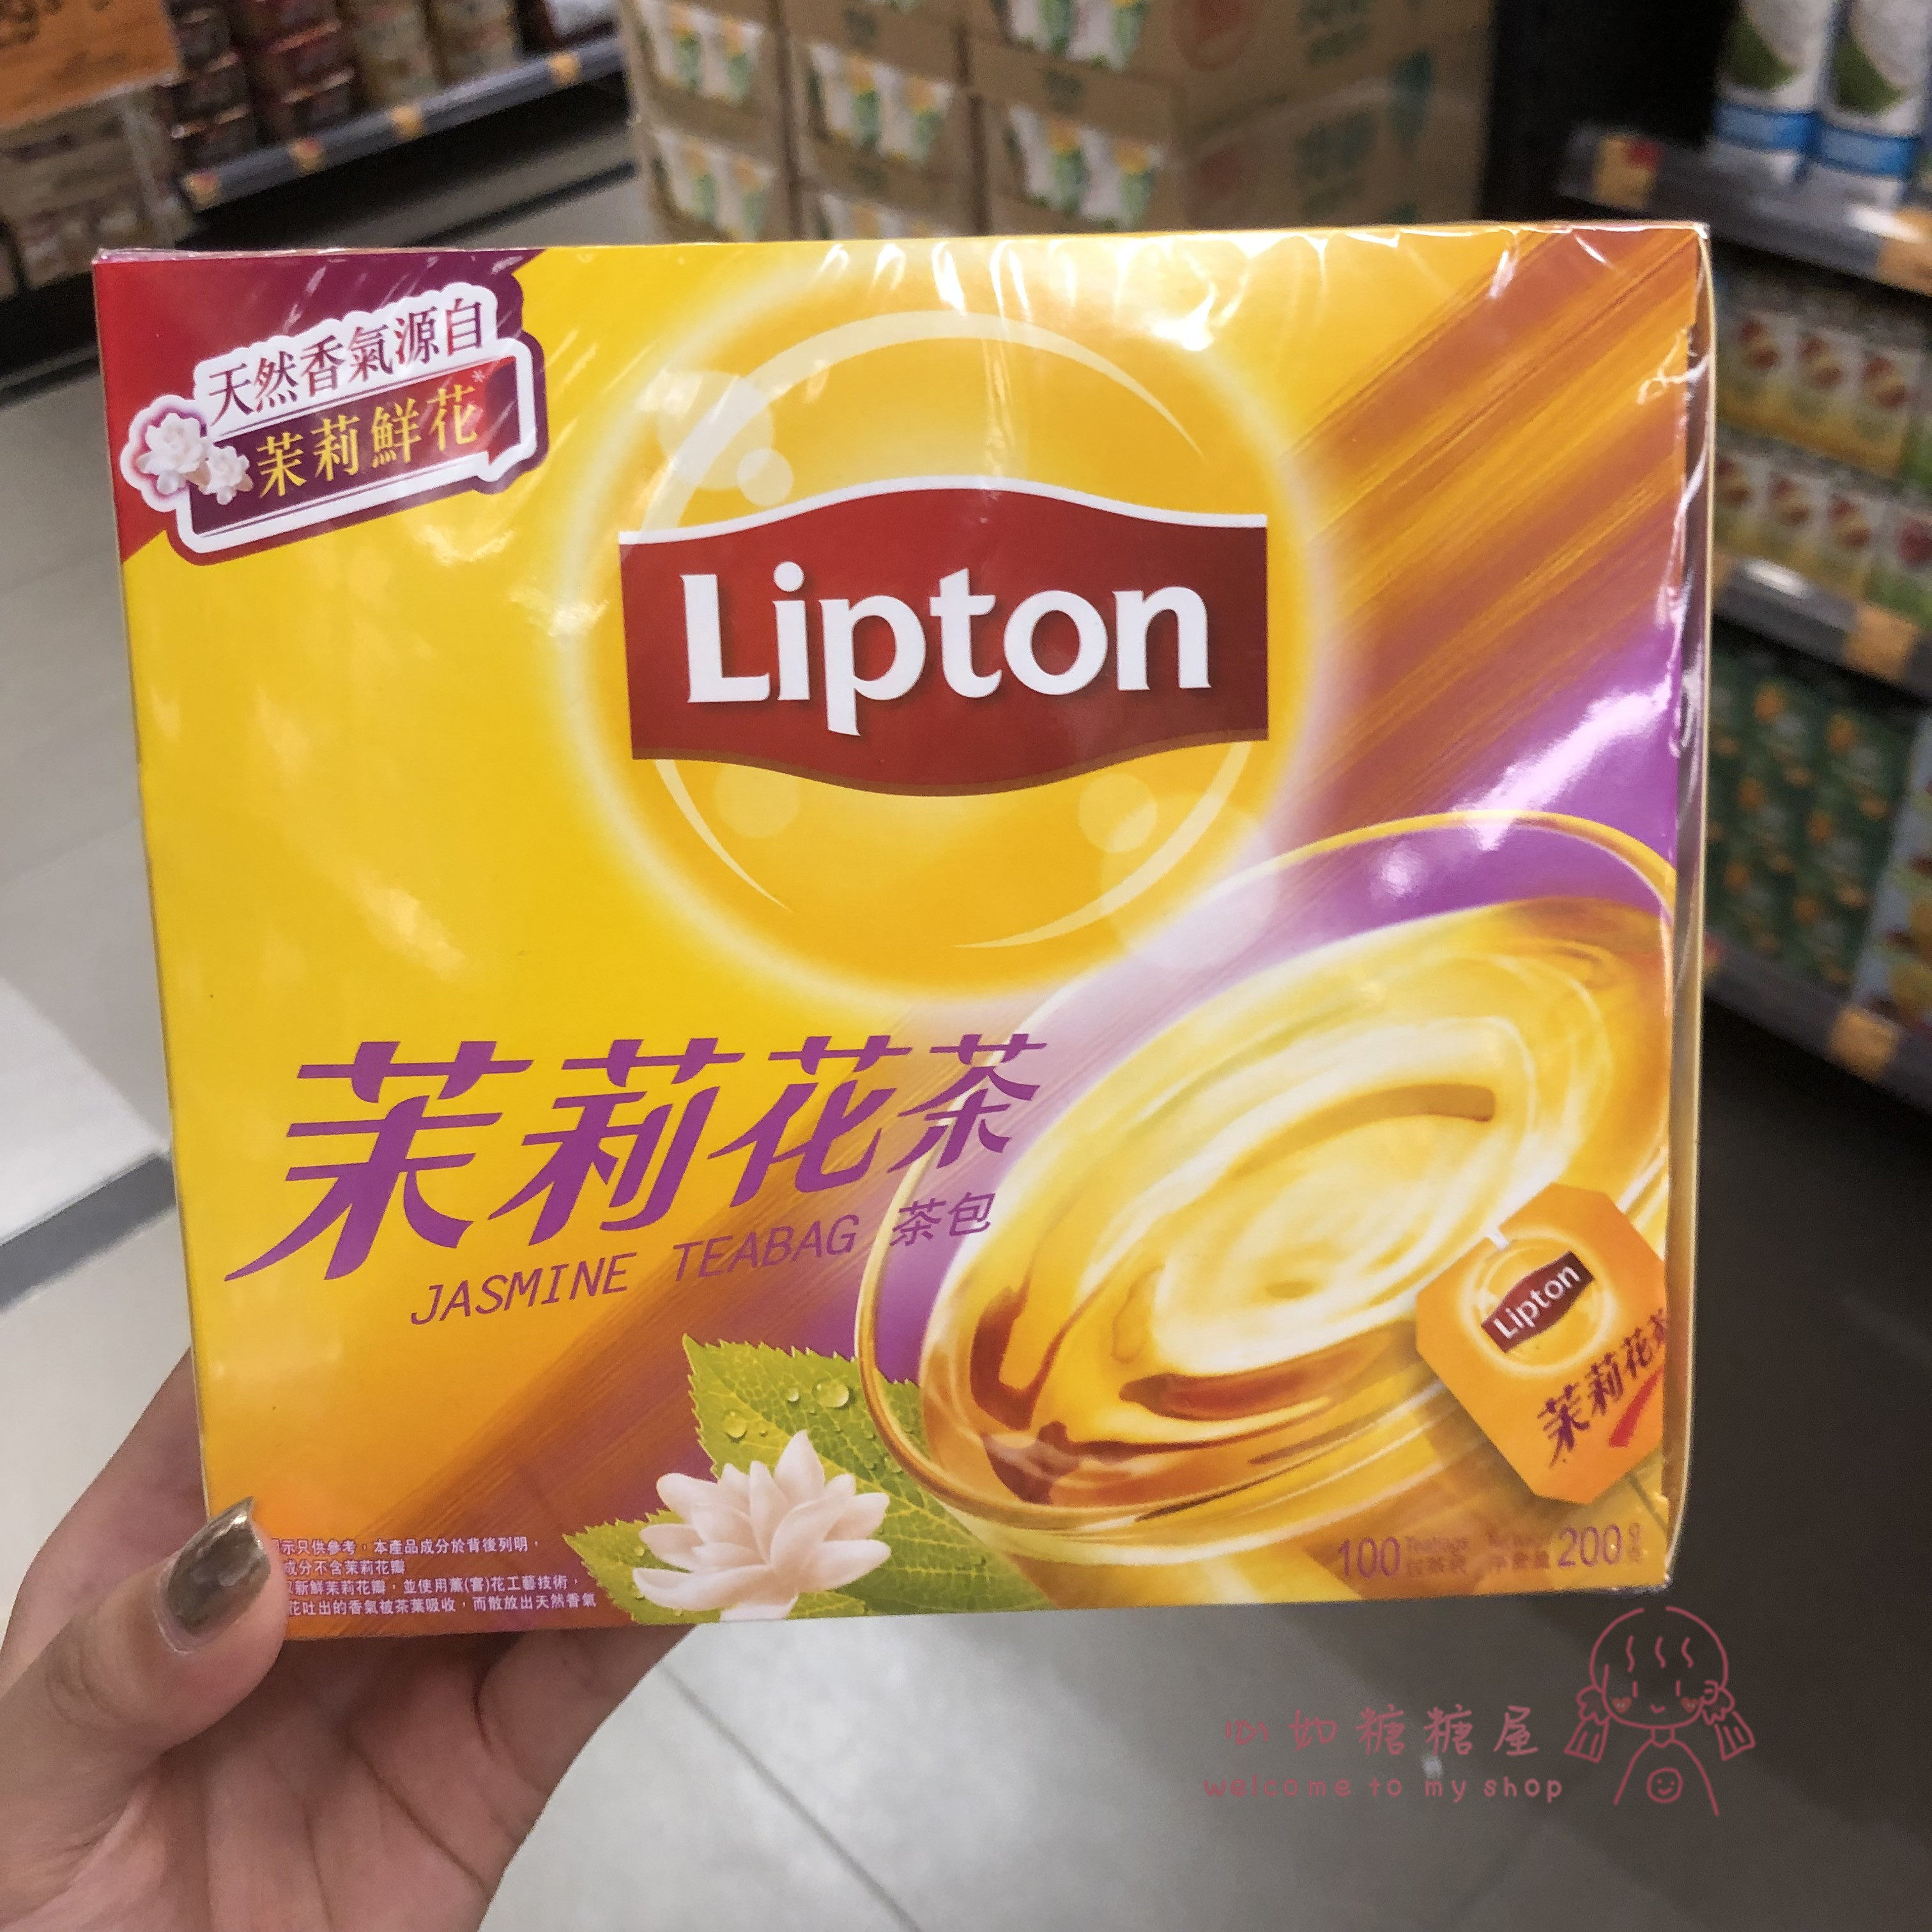 天然香氣源自
茉莉鮮花*
Lipton
茉莉花茶
JASMINE TEABAG 茶包
Lipton
茉莉花茶
示只供參考，本產品成分於背後列明，
成分不含茉莉花瓣
新鮮茉莉花瓣，並使用薰(窨)花工藝技術，
花吐出的香氣被茶葉吸收，而散放出天然香氣
100 Teabags 200
糖糖屋
welcome to my shop